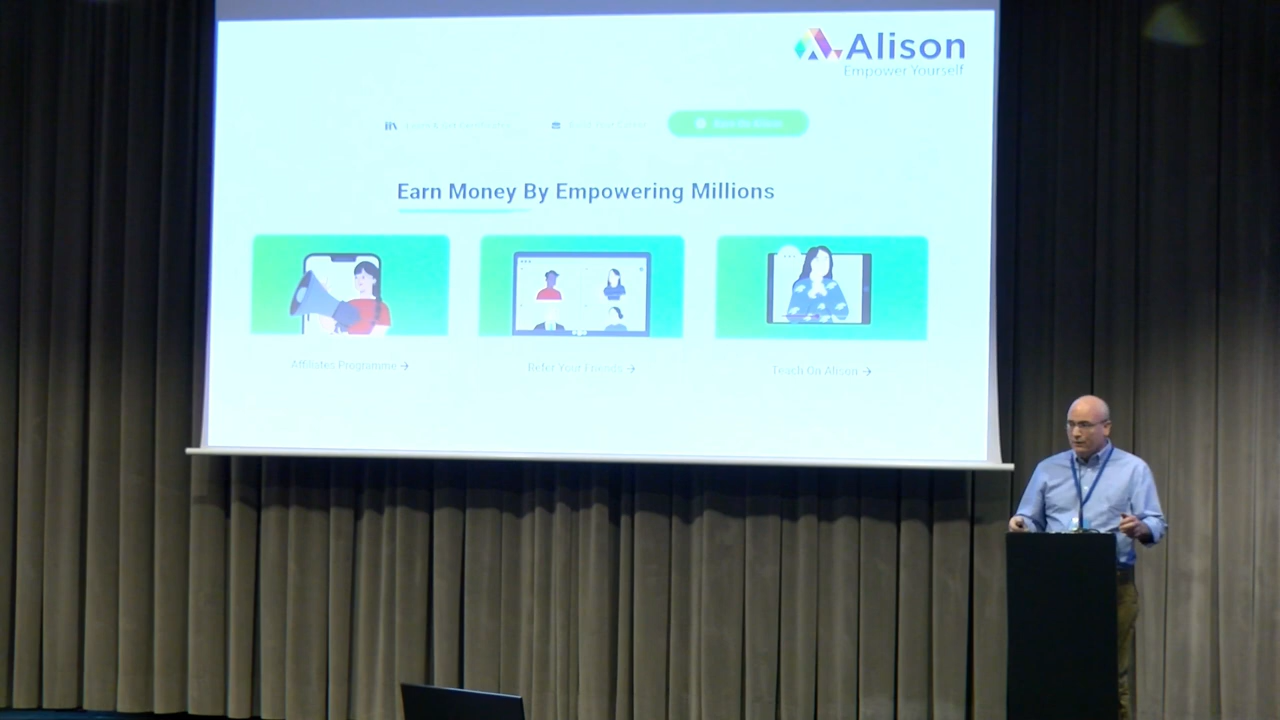 Alison
Empower Yourself
Earn Money By Empowering Millions
Affiliates Programme →
Refer Your Friends →
Teach On Alison →